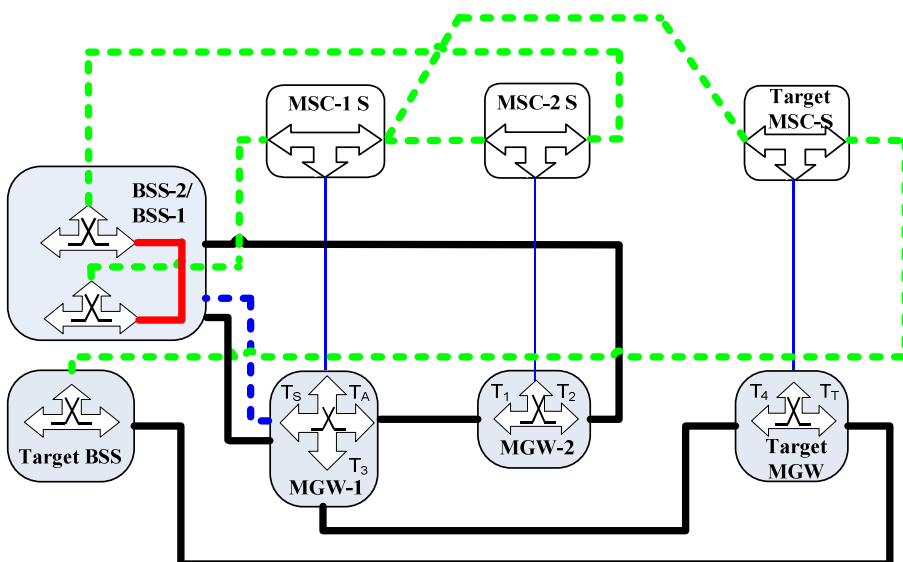 MSC-1 S
MSC-2 S
Target
MSC-S
BSS-2/
BSS-1
Target BSS
TS
TA
T3
MGW-1
T1
T2
MGW-2
T4
TT
Target
MGW